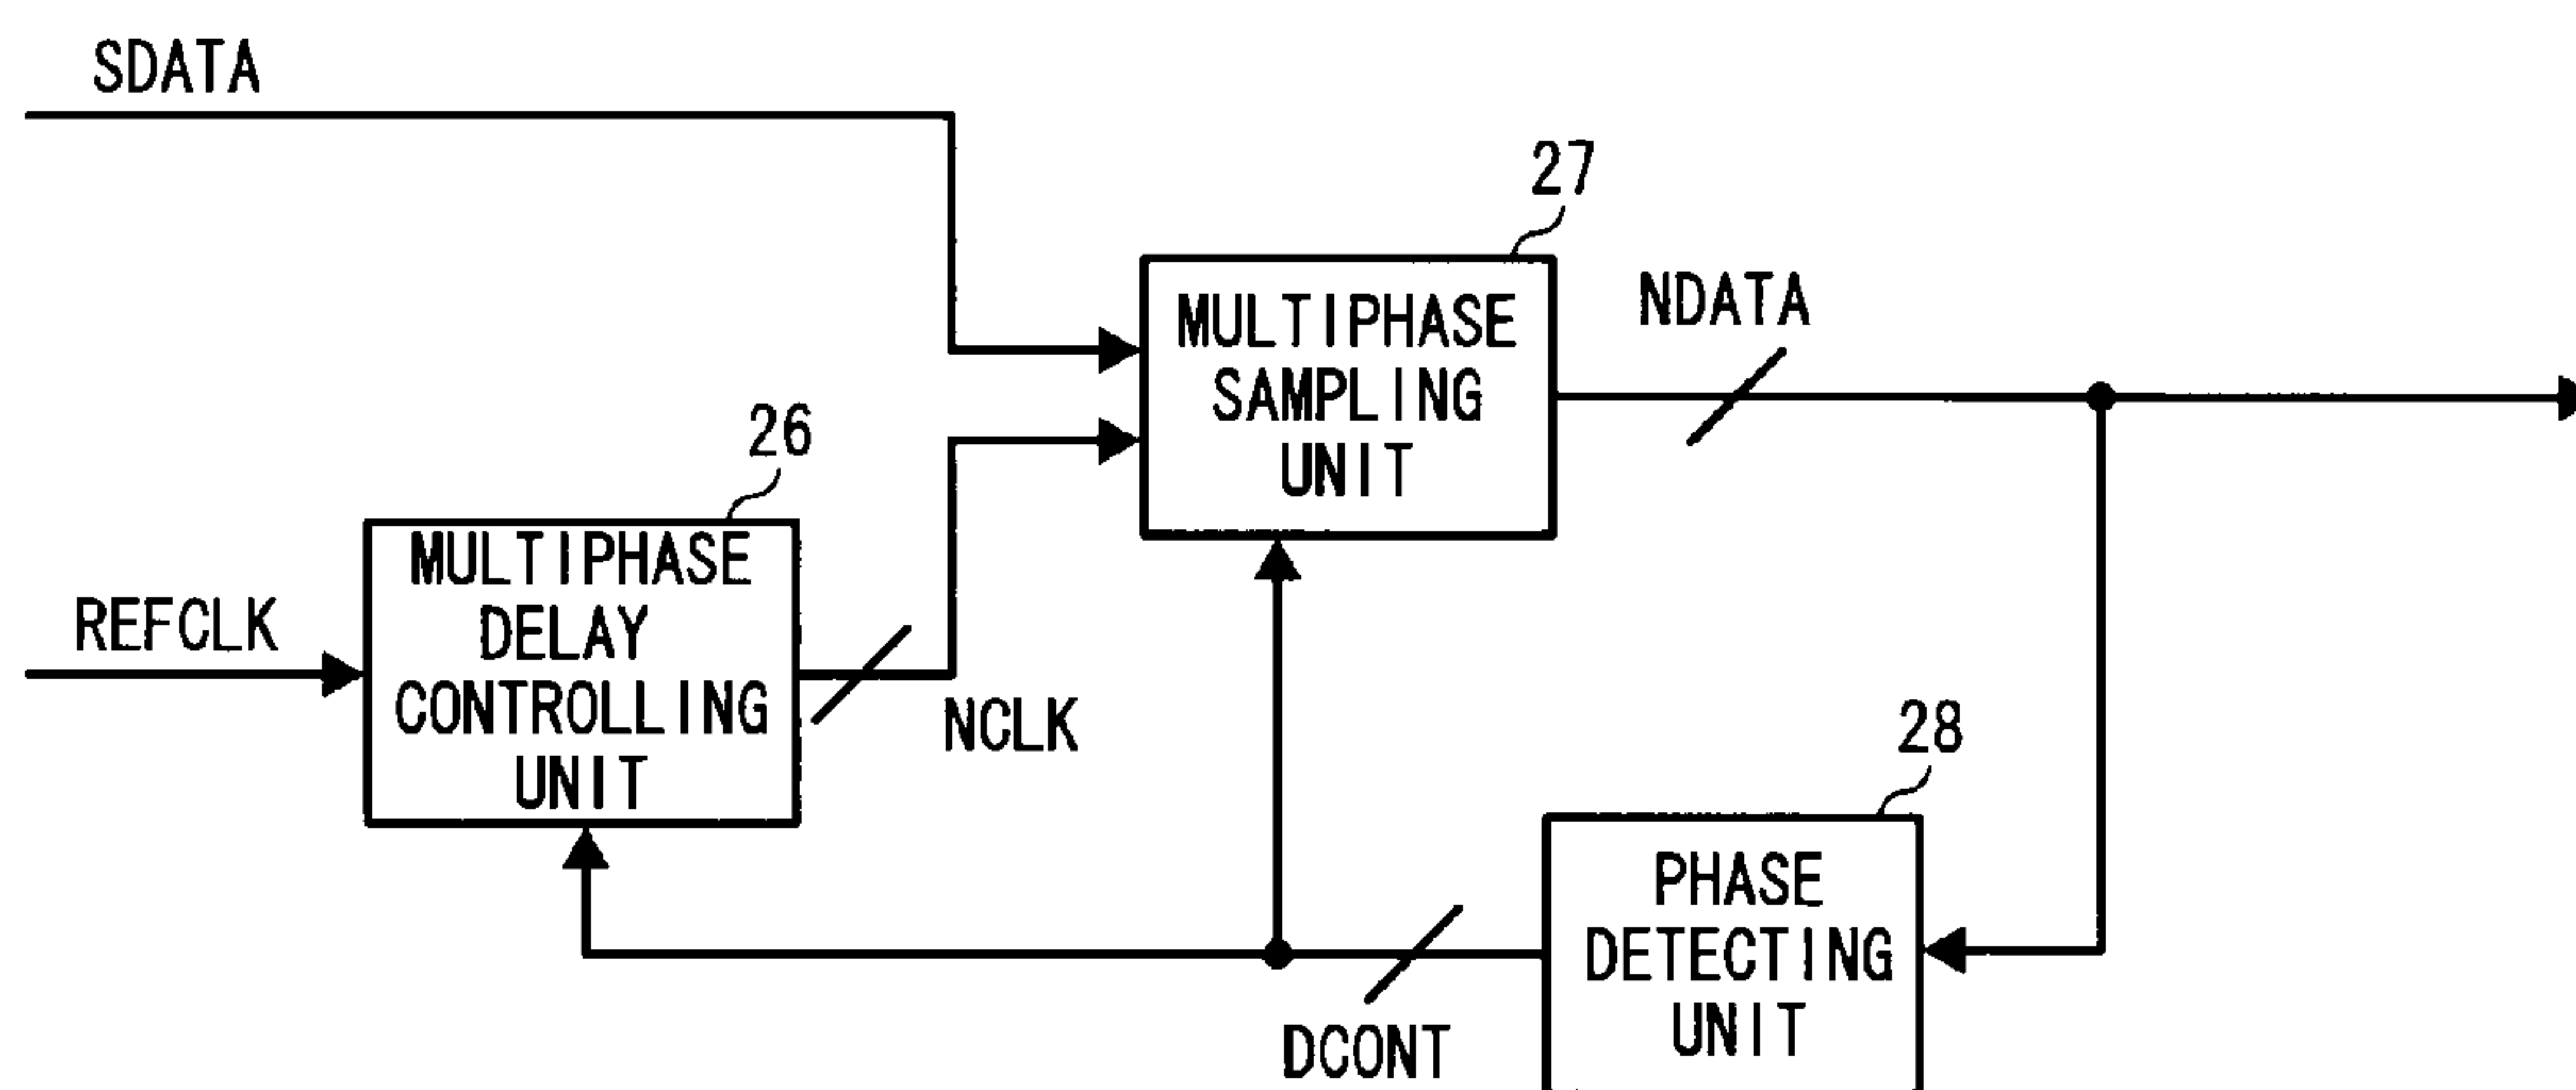 SDATA
27
MULTIPHASE
SAMPLING
UNIT
NDATA
26
MULTIPHASE
DELAY
CONTROLLING
UNIT
REFCLK
NCLK
28
PHASE
DETECTING
UNIT
DCONT